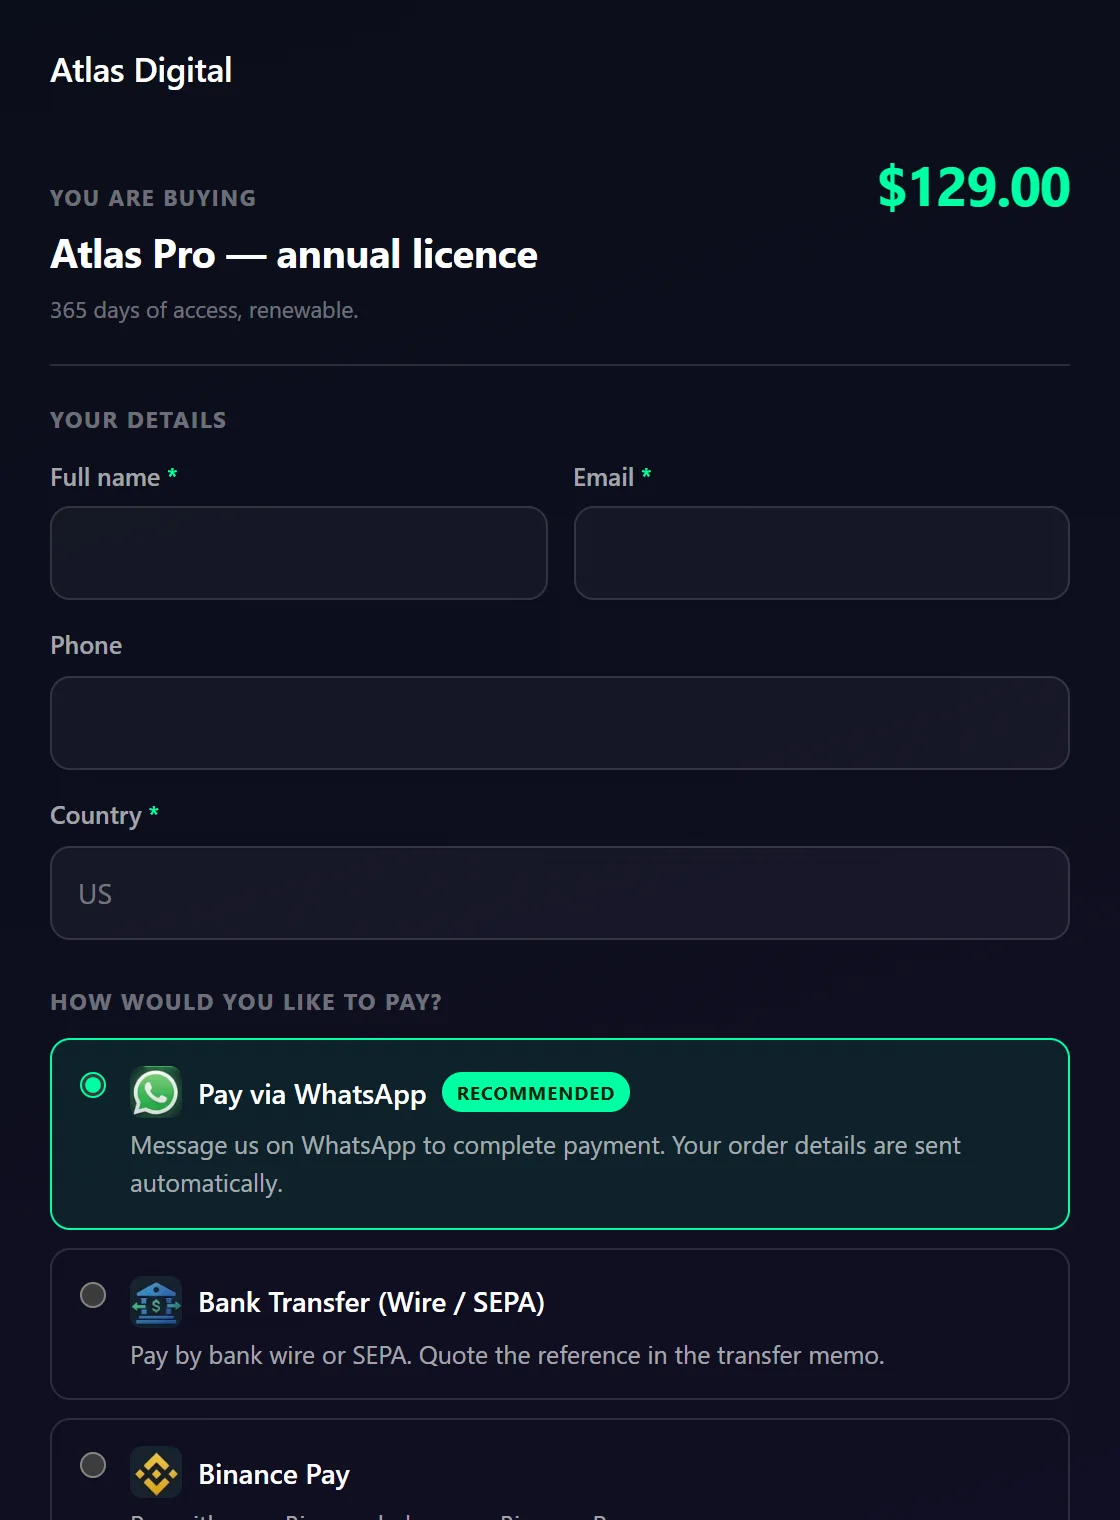 Atlas Digital
YOU ARE BUYING
$129.00
Atlas Pro — annual licence
365 days of access, renewable.
YOUR DETAILS
Full name *
Email *
Phone
Country *
US
HOW WOULD YOU LIKE TO PAY?
Pay via WhatsApp RECOMMENDED
Message us on WhatsApp to complete payment. Your order details are sent
automatically.
Bank Transfer (Wire / SEPA)
Pay by bank wire or SEPA. Quote the reference in the transfer memo.
Binance Pay